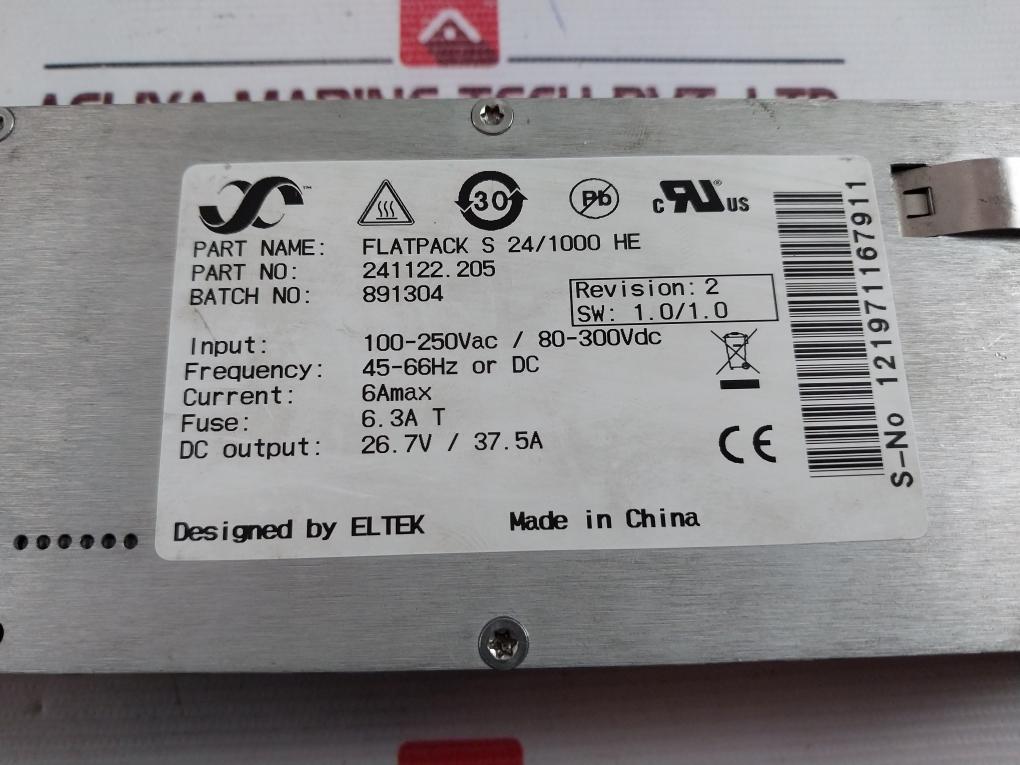 30 Pb c RU ® US ™
PART NAME: FLATPACK S 24/1000 HE
PART NO: 241122.205
BATCH NO: 891304
Revision: 2
SW: 1.0/1.0
Input: 100-250Vac / 80-300Vdc
Frequency: 45-66Hz or DC
Current: 6Amax
Fuse: 6.3A T
DC output: 26.7V / 37.5A
CE
Designed by ELTEK Made in China
S-No 121971167911